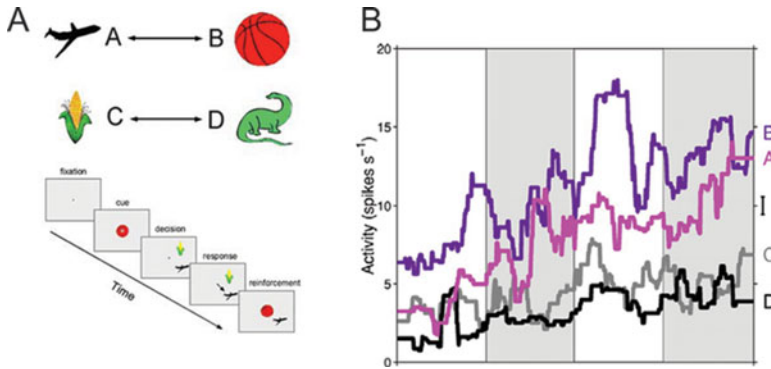 A
A
B
C
D
fixation
cue
decision
response
reinforcement
Time
B
Activity (spikes s⁻¹)
20
15
10
5
0
B
A
I
C
D